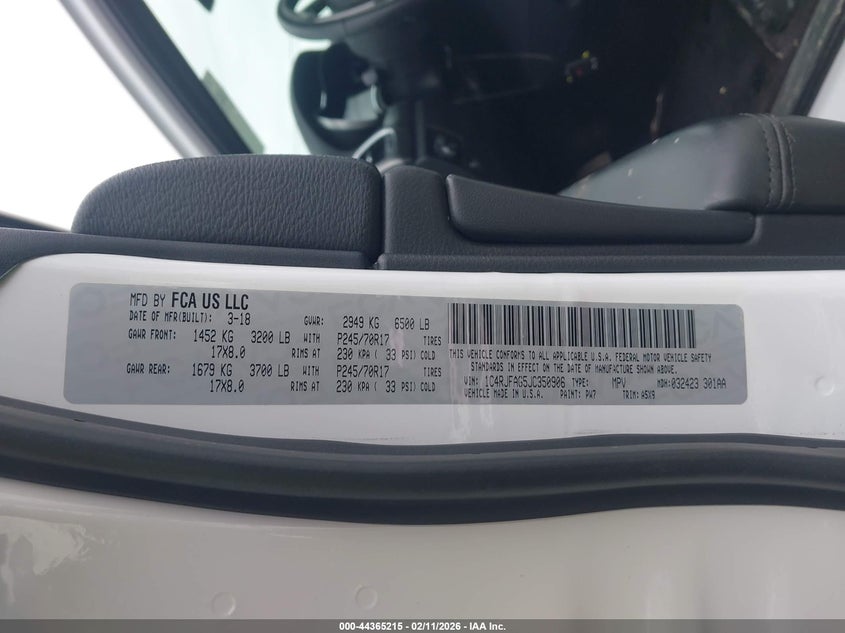 MFD BY FCA US LLC
DATE OF MFR(BUILT): 3-18 GVWR: 2949 KG 6500 LB
GAWR FRONT: 1452 KG 3200 LB WITH P245/70R17 TIRES
17X8.0 RIMS AT 230 KPA ( 33 PSI) COLD
GAWR REAR: 1679 KG 3700 LB WITH P245/70R17 TIRES
17X8.0 RIMS AT 230 KPA ( 33 PSI) COLD
THIS VEHICLE CONFORMS TO ALL APPLICABLE U.S.A. FEDERAL MOTOR VEHICLE SAFETY
STANDARDS IN EFFECT ON THE DATE OF MANUFACTURE SHOWN ABOVE.
VIN: 1C4RJFAG5JC350906 TYPE: MPV MDH: 032423 301AA
VEHICLE MADE IN U.S.A. PAINT: PW7 TRIM: A5X9
000-44365215 - 02/11/2026 - IAA Inc.